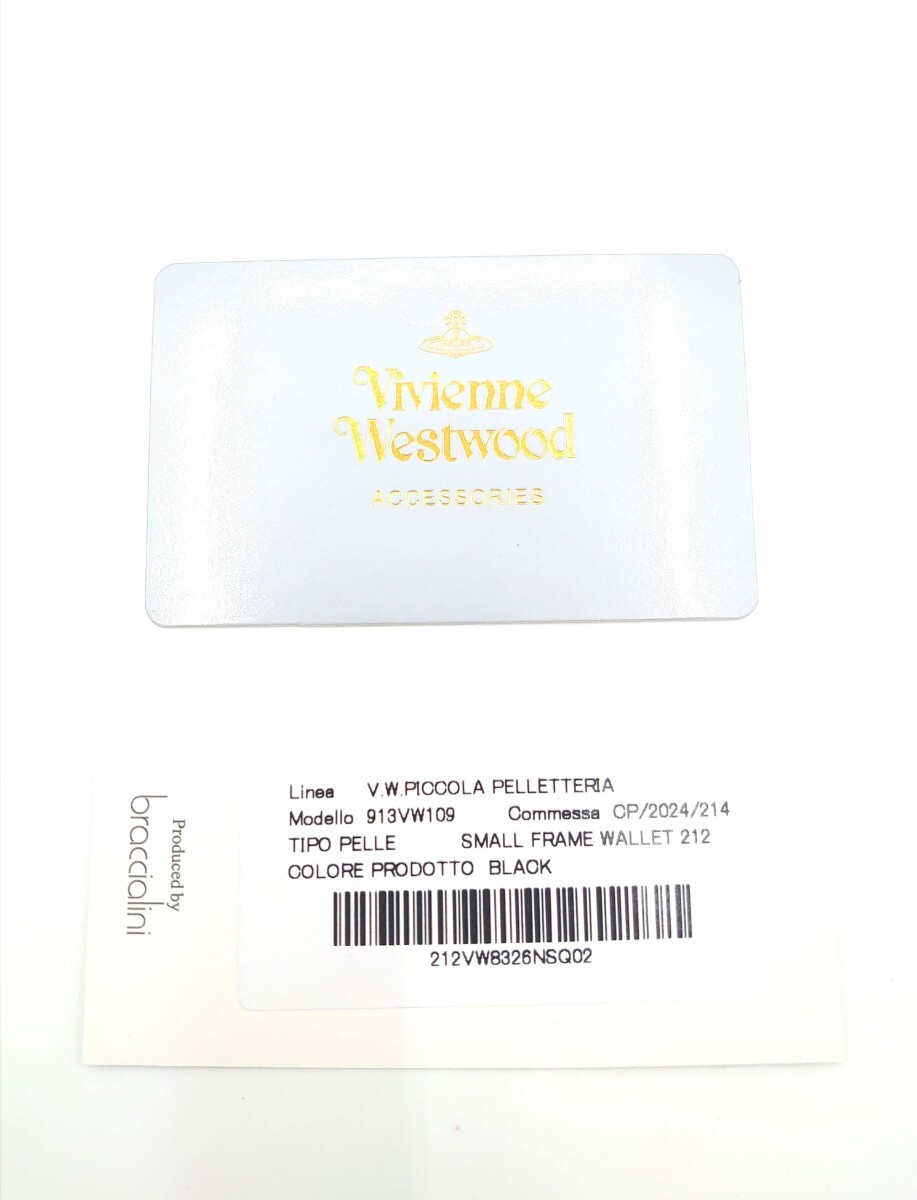 Vivienne
Westwood
ACCESSORIES
Linea V.W.PICCOLA PELLETTERIA
Modello 913VW109 Commessa CP/2024/214
TIPO PELLE SMALL FRAME WALLET 212
COLORE PRODOTTO BLACK
212VW8326NSQ02
Produced by
braccialini